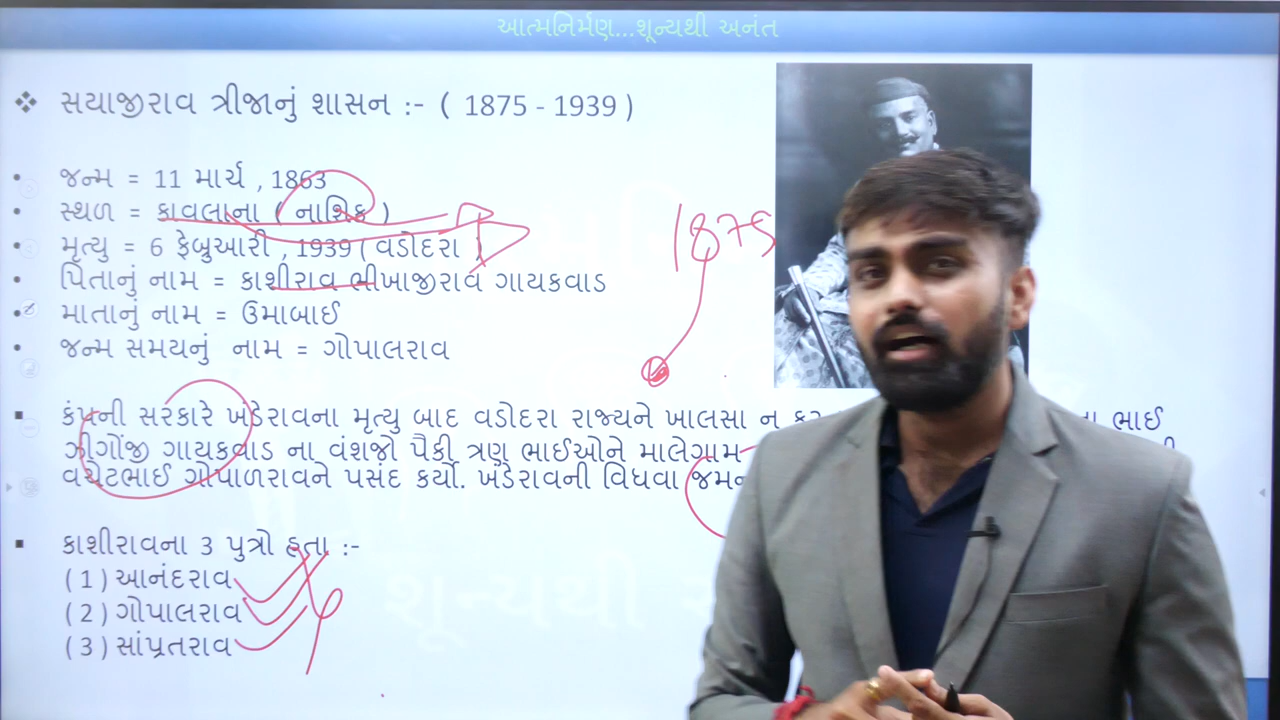 આત્મનિર્માણ...શૂન્યથી અનંત
❖ સયાજીરાવ ત્રીજાનું શાસન :- ( 1875 - 1939 )
• જન્મ = 11 માર્ચ , 1863
• સ્થળ = કાવલાના ( નાશિક )
• મૃત્યુ = 6 ફેબ્રુઆરી , 1939 ( વડોદરા )
• પિતાનું નામ = કાશીરાવ ભીખાજીરાવ ગાયકવાડ
• માતાનું નામ = ઉમાબાઈ
• જન્મ સમયનું નામ = ગોપાલરાવ
1875
▪ કંપની સરકારે ખંડેરાવના મૃત્યુ બાદ વડોદરા રાજ્યને ખાલસા ન ભાઈ
ઝીંગોજી ગાયકવાડ ના વંશજો પૈકી ત્રણ ભાઈઓને માલેગામ
વચેટભાઈ ગોપાળરાવને પસંદ કર્યો. ખંડેરાવની વિધવા
▪ કાશીરાવના 3 પુત્રો હતા :-
( 1 ) આનંદરાવ
( 2 ) ગોપાલરાવ
( 3 ) સાંપ્રતરાવ
શૂન્યથી